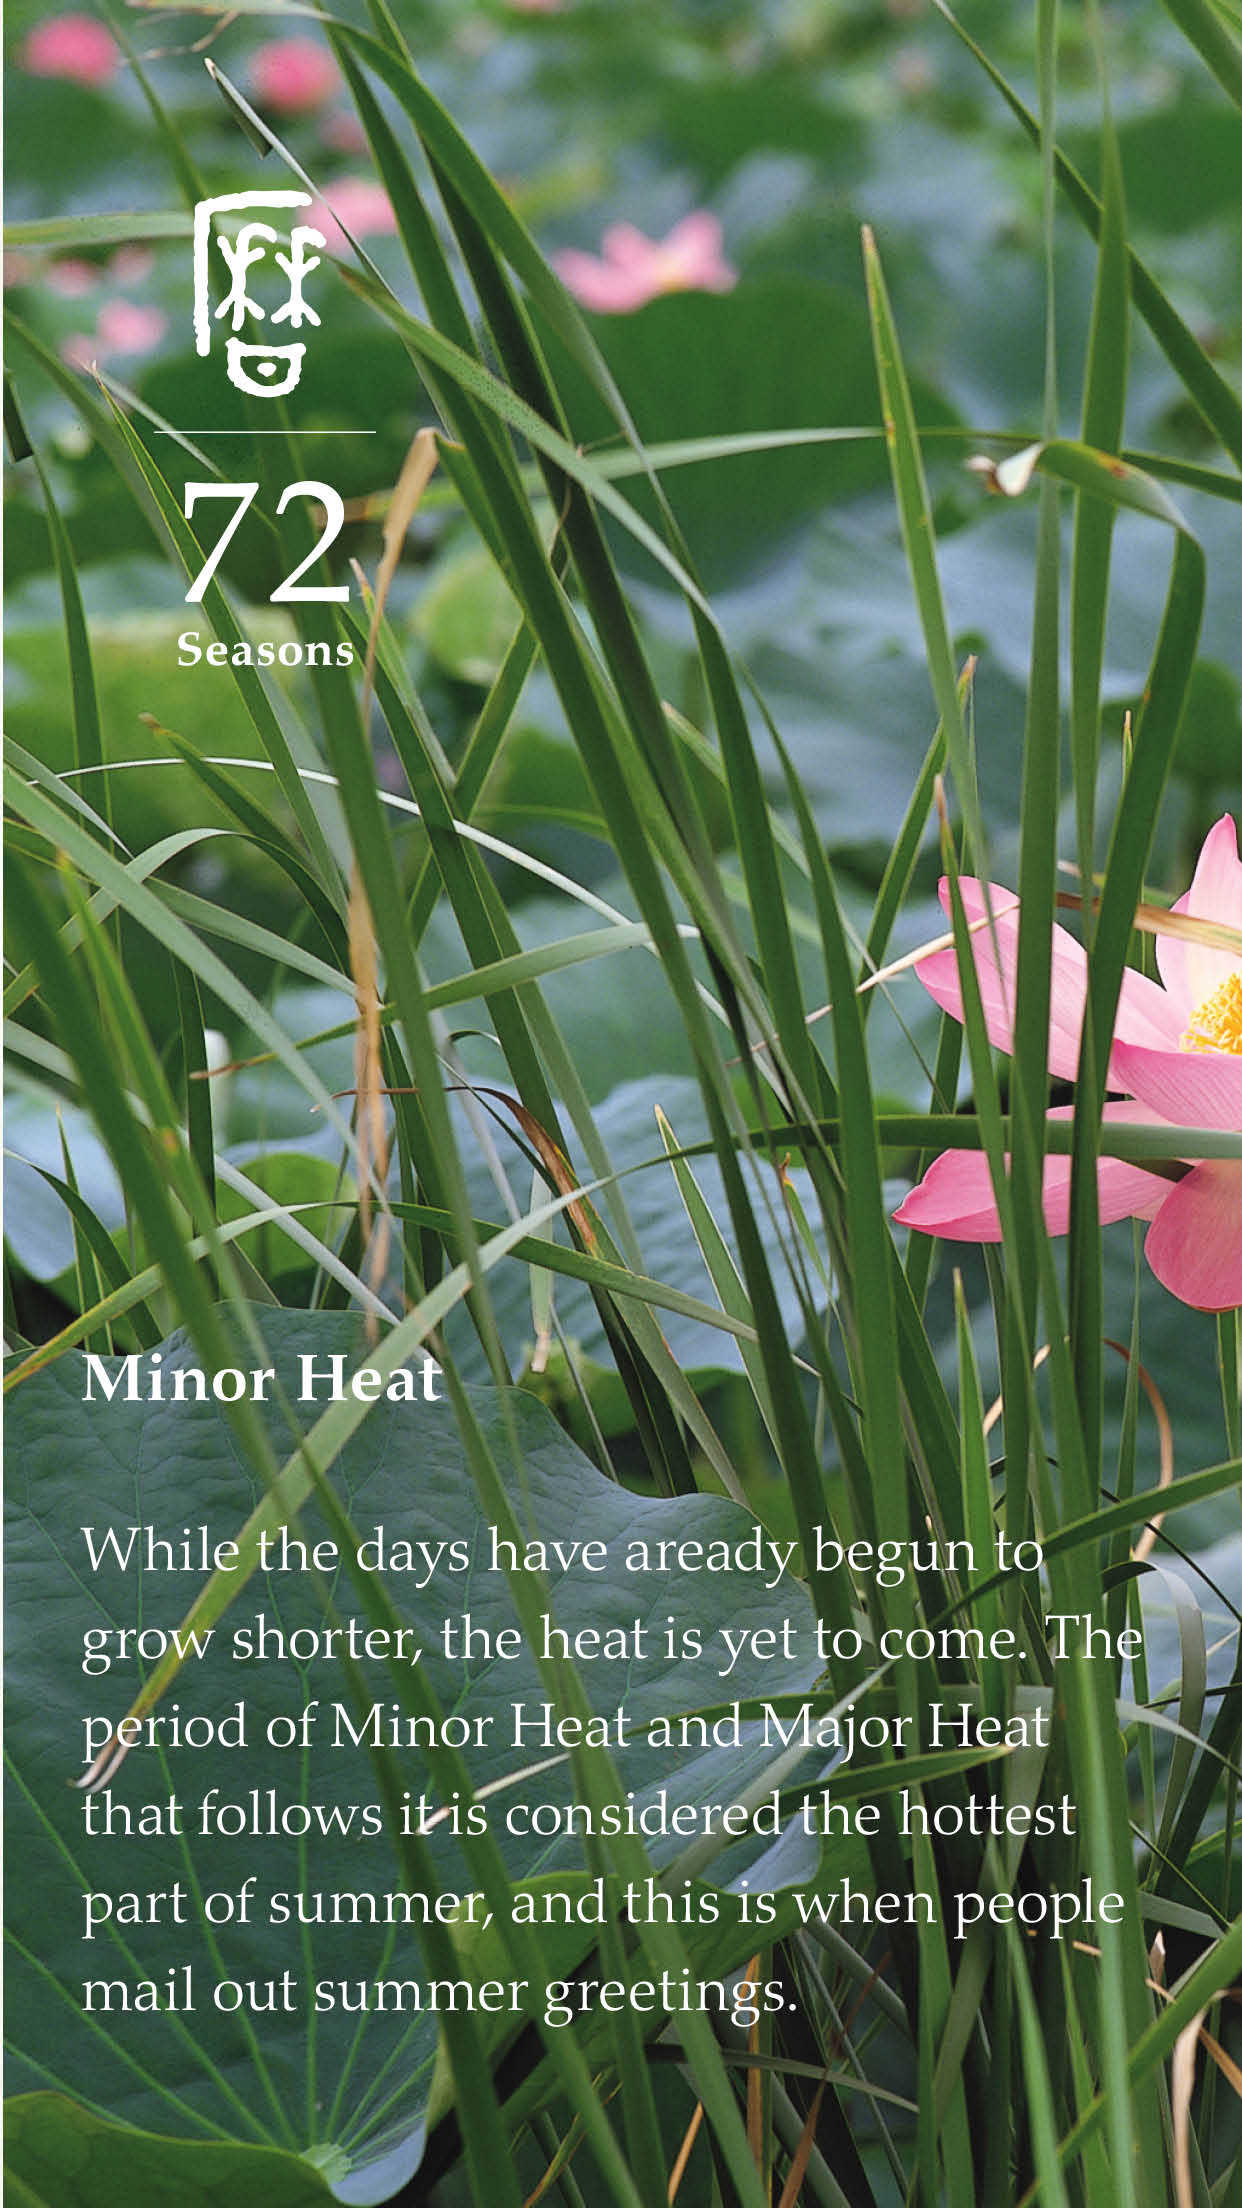 暦
72
Seasons
Minor Heat
While the days have aready begun to
grow shorter, the heat is yet to come. The
period of Minor Heat and Major Heat
that follows it is considered the hottest
part of summer, and this is when people
mail out summer greetings.